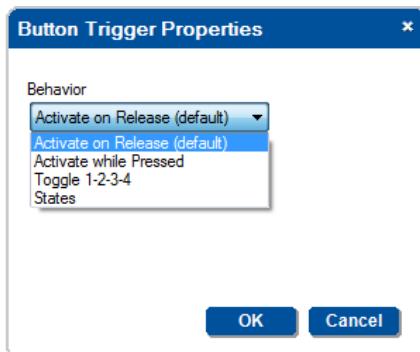 Button Trigger Properties ×
Behavior
Activate on Release (default)
Activate on Release (default)
Activate while Pressed
Toggle 1-2-3-4
States
OK Cancel